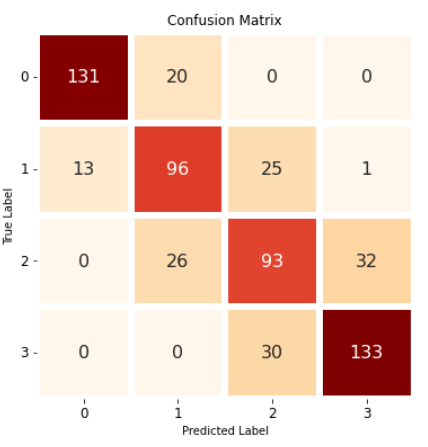 Confusion Matrix
0 131 20 0 0
1 13 96 25 1
2 0 26 93 32
3 0 0 30 133
0 1 2 3
True Label
Predicted Label